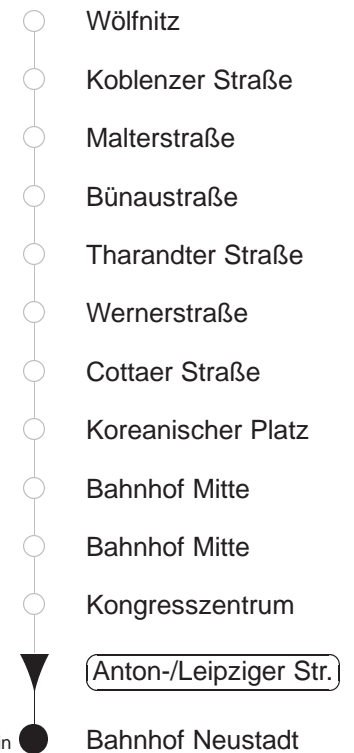 Wölfnitz
Koblenzer Straße
Malterstraße
Bünaustraße
Tharandter Straße
Wernerstraße
Cottaer Straße
Koreanischer Platz
Bahnhof Mitte
Bahnhof Mitte
Kongresszentrum
Anton-/Leipziger Str.
in Bahnhof Neustadt